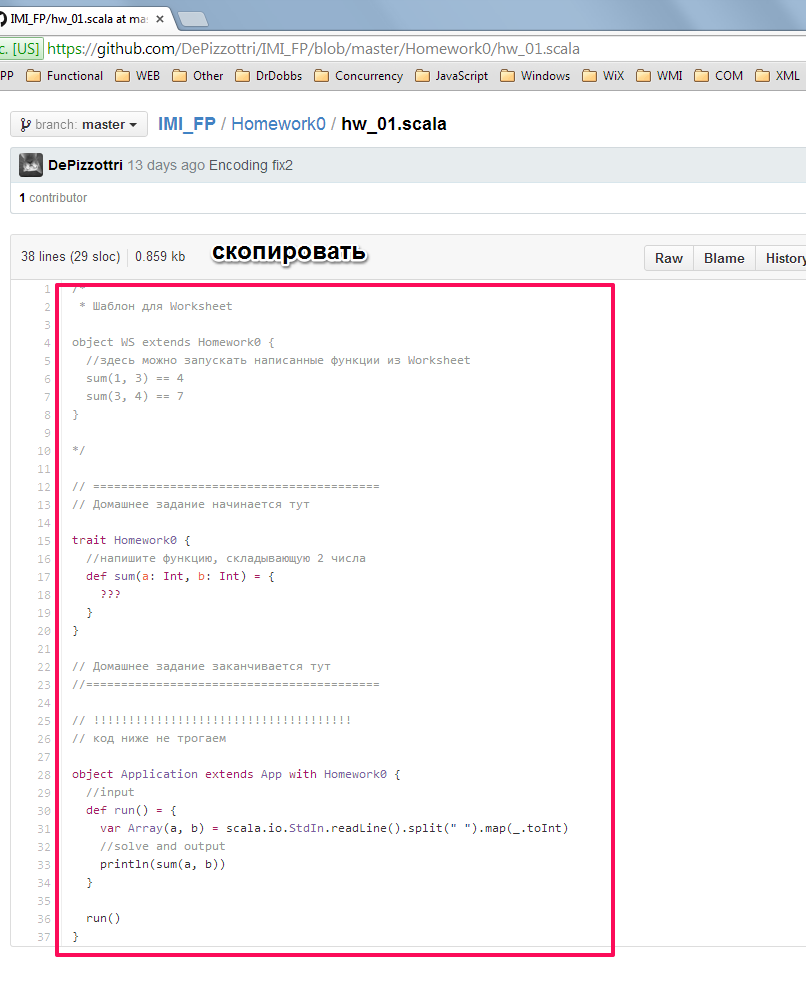 IMI_FP/hw_01.scala at mas
[US] https://github.com/DePizzottri/IMI_FP/blob/master/Homework0/hw_01.scala
PP Functional WEB Other DrDobbs Concurrency JavaScript Windows WiX WMI COM XML
branch: master IMI_FP / Homework0 / hw_01.scala
DePizzottri 13 days ago Encoding fix2
1 contributor
38 lines (29 sloc) 0.859 kb скопировать Raw Blame History
1 /*
2 * Шаблон для Worksheet
3
4 object WS extends Homework0 {
5 //здесь можно запускать написанные функции из Worksheet
6 sum(1, 3) == 4
7 sum(3, 4) == 7
8 }
9
10 */
11
12 // =========================================
13 // Домашнее задание начинается тут
14
15 trait Homework0 {
16 //напишите функцию, складывающую 2 числа
17 def sum(a: Int, b: Int) = {
18 ???
19 }
20 }
21
22 // Домашнее задание заканчивается тут
23 //==========================================
24
25 // !!!!!!!!!!!!!!!!!!!!!!!!!!!!!!!!!!!!!
26 // код ниже не трогаем
27
28 object Application extends App with Homework0 {
29 //input
30 def run() = {
31 var Array(a, b) = scala.io.StdIn.readLine().split(" ").map(_.toInt)
32 //solve and output
33 println(sum(a, b))
34 }
35
36 run()
37 }